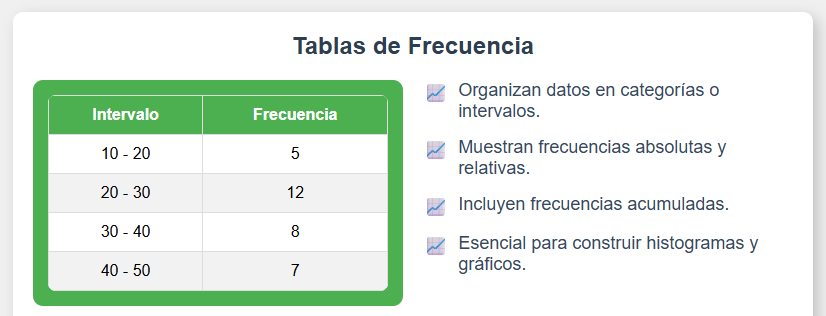 Tablas de Frecuencia
Intervalo Frecuencia
10 - 20 5
20 - 30 12
30 - 40 8
40 - 50 7
Organizan datos en categorías o
intervalos.
Muestran frecuencias absolutas y
relativas.
Incluyen frecuencias acumuladas.
Esencial para construir histogramas y
gráficos.